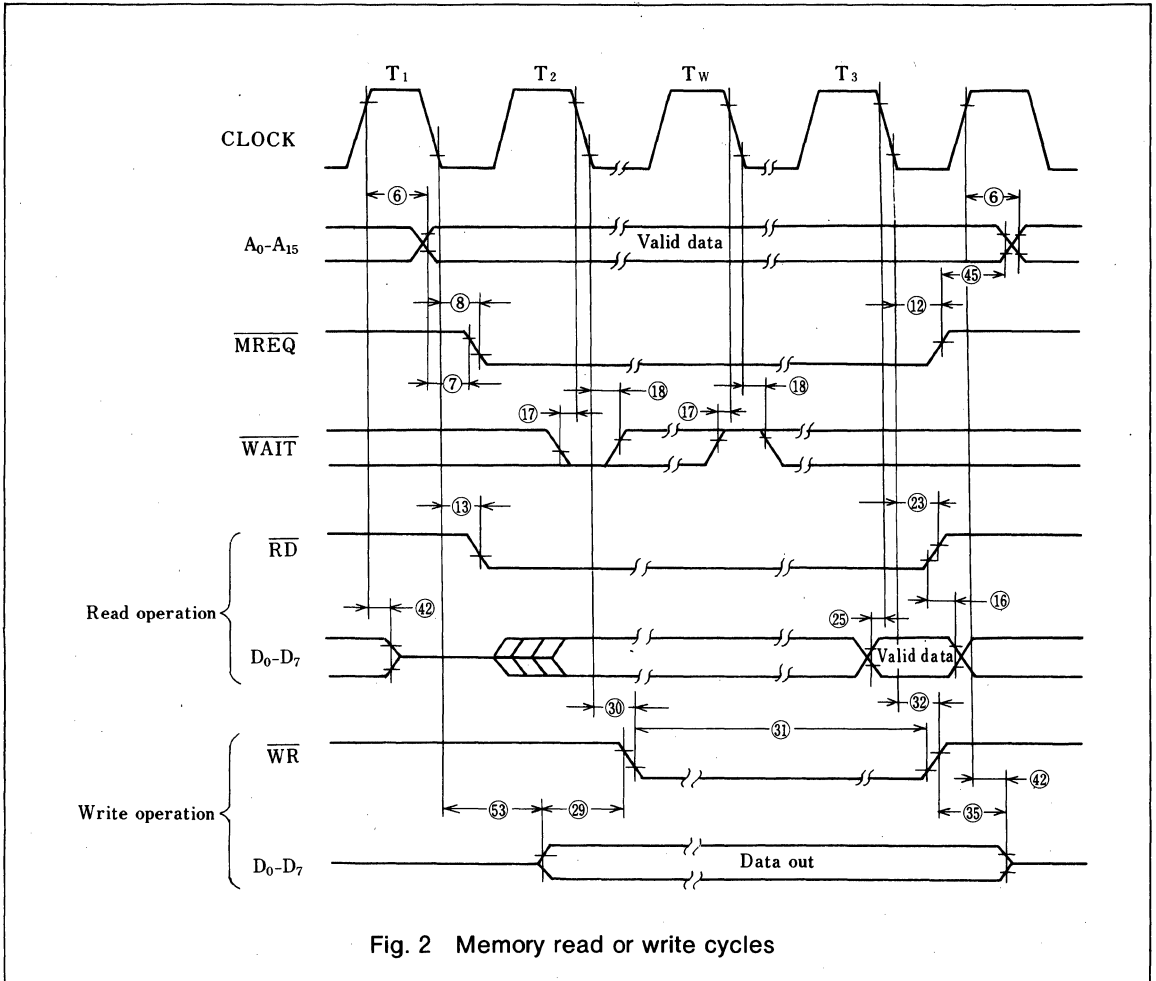 T₁ T₂ Tw T₃
CLOCK
⑥ ⑥
A₀-A₁₅ Valid data
㊺
⑧ ⑫
MREQ
⑦
⑱ ⑱
⑰ ⑰
WAIT
⑬ ㉓
RD
Read operation
㊷ ⑯
㉕
D₀-D₇ Valid data
㉚ ㉜
㉛
WR
㊷
Write operation
53 ㉙ ㉟
D₀-D₇ Data out
Fig. 2 Memory read or write cycles